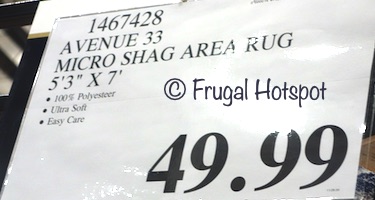 1467428
AVENUE 33
MICRO SHAG AREA RUG
5'3" X 7'
• 100% Polyesteer
• Ultra Soft
• Easy Care
© Frugal Hotspot
49.99